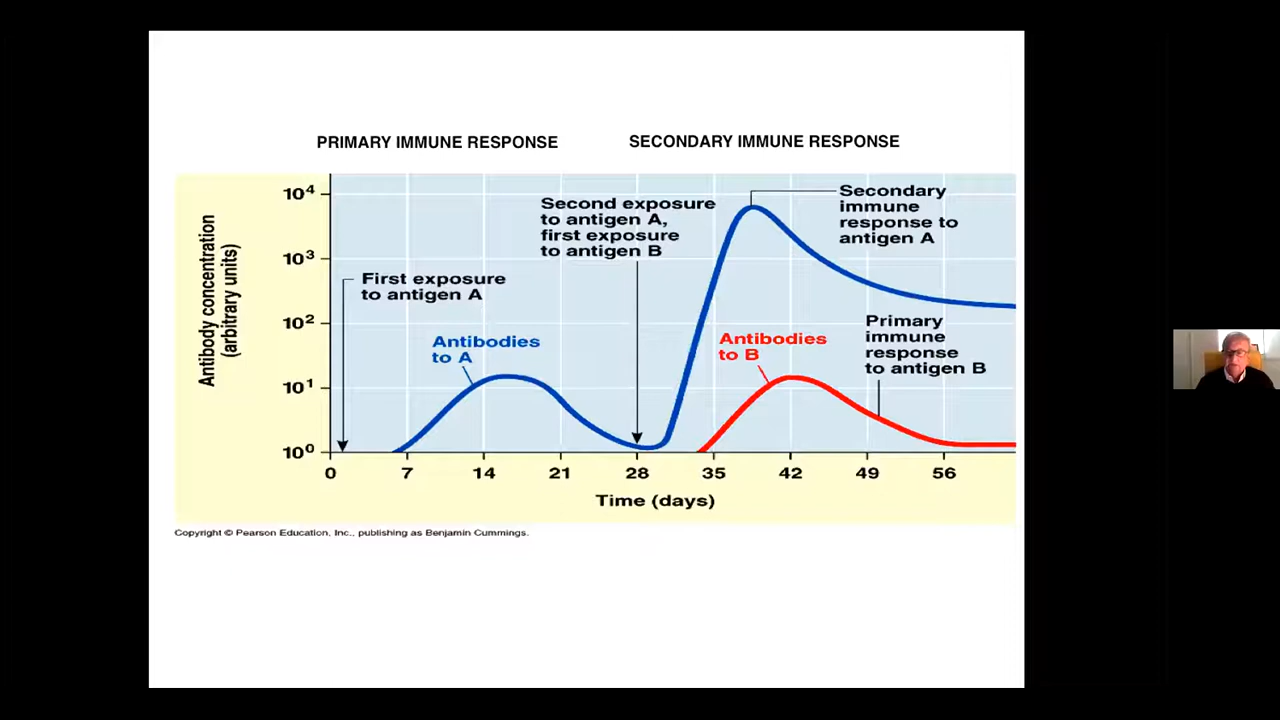 PRIMARY IMMUNE RESPONSE
SECONDARY IMMUNE RESPONSE
Antibody concentration
(arbitrary units)
10⁴
10³
10²
10¹
10⁰
First exposure
to antigen A
Antibodies
to A
Second exposure
to antigen A,
first exposure
to antigen B
Secondary
immune
response to
antigen A
Antibodies
to B
Primary
immune
response
to antigen B
0 7 14 21 28 35 42 49 56
Time (days)
Copyright © Pearson Education, Inc., publishing as Benjamin Cummings.